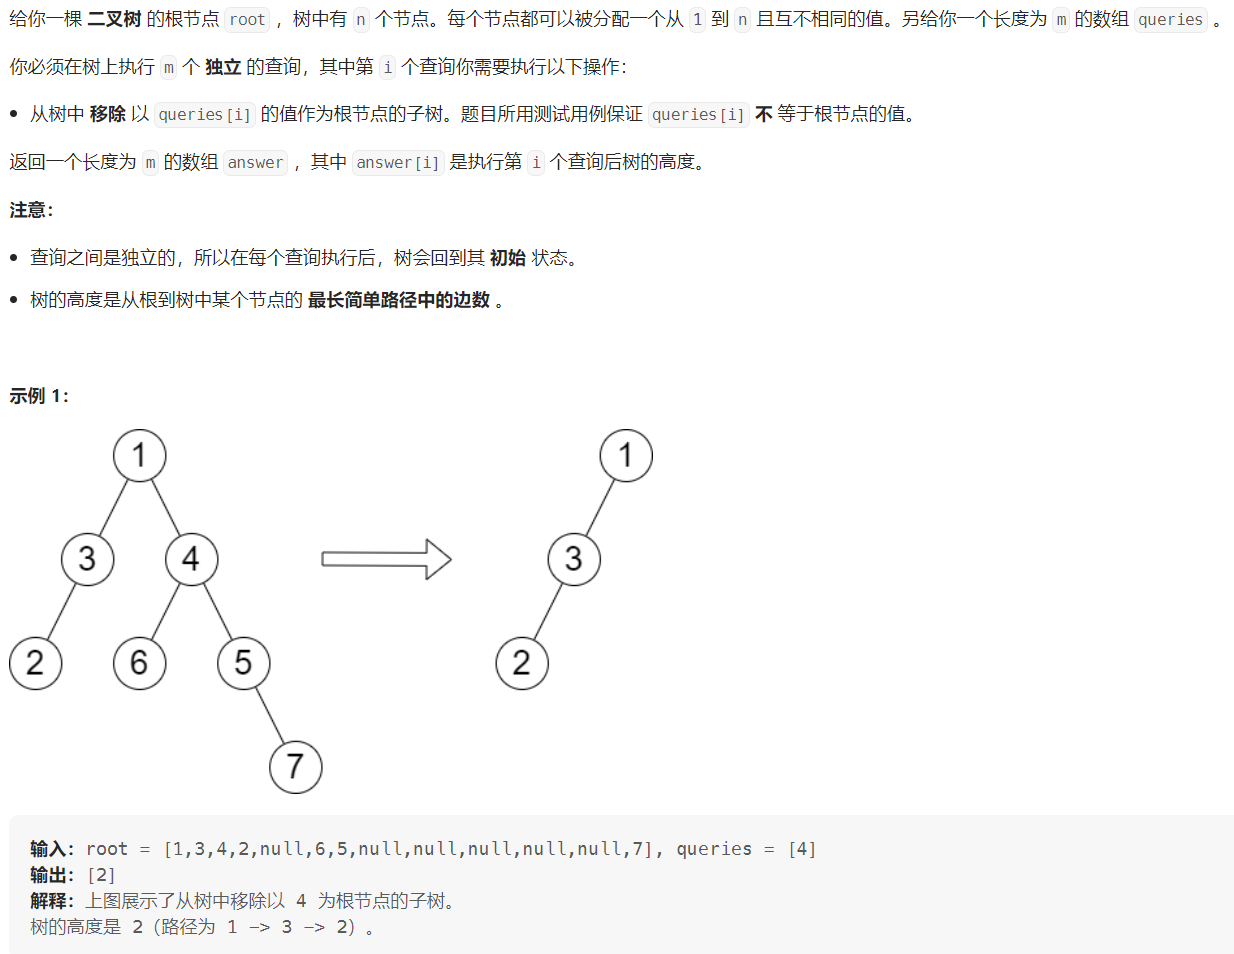 给你一棵 二叉树 的根节点 root ，树中有 n 个节点。每个节点都可以被分配一个从 1 到 n 且互不相同的值。另给你一个长度为 m 的数组 queries 。
你必须在树上执行 m 个 独立 的查询，其中第 i 个查询你需要执行以下操作：
• 从树中 移除 以 queries[i] 的值作为根节点的子树。题目所用测试用例保证 queries[i] 不 等于根节点的值。
返回一个长度为 m 的数组 answer ，其中 answer[i] 是执行第 i 个查询后树的高度。
注意：
• 查询之间是独立的，所以在每个查询执行后，树会回到其 初始 状态。
• 树的高度是从根到树中某个节点的 最长简单路径中的边数 。
示例 1：
1 1
3 4 3
2 6 5 2
7
输入：root = [1,3,4,2,null,6,5,null,null,null,null,null,7], queries = [4]
输出：[2]
解释：上图展示了从树中移除以 4 为根节点的子树。
树的高度是 2（路径为 1 -> 3 -> 2）。